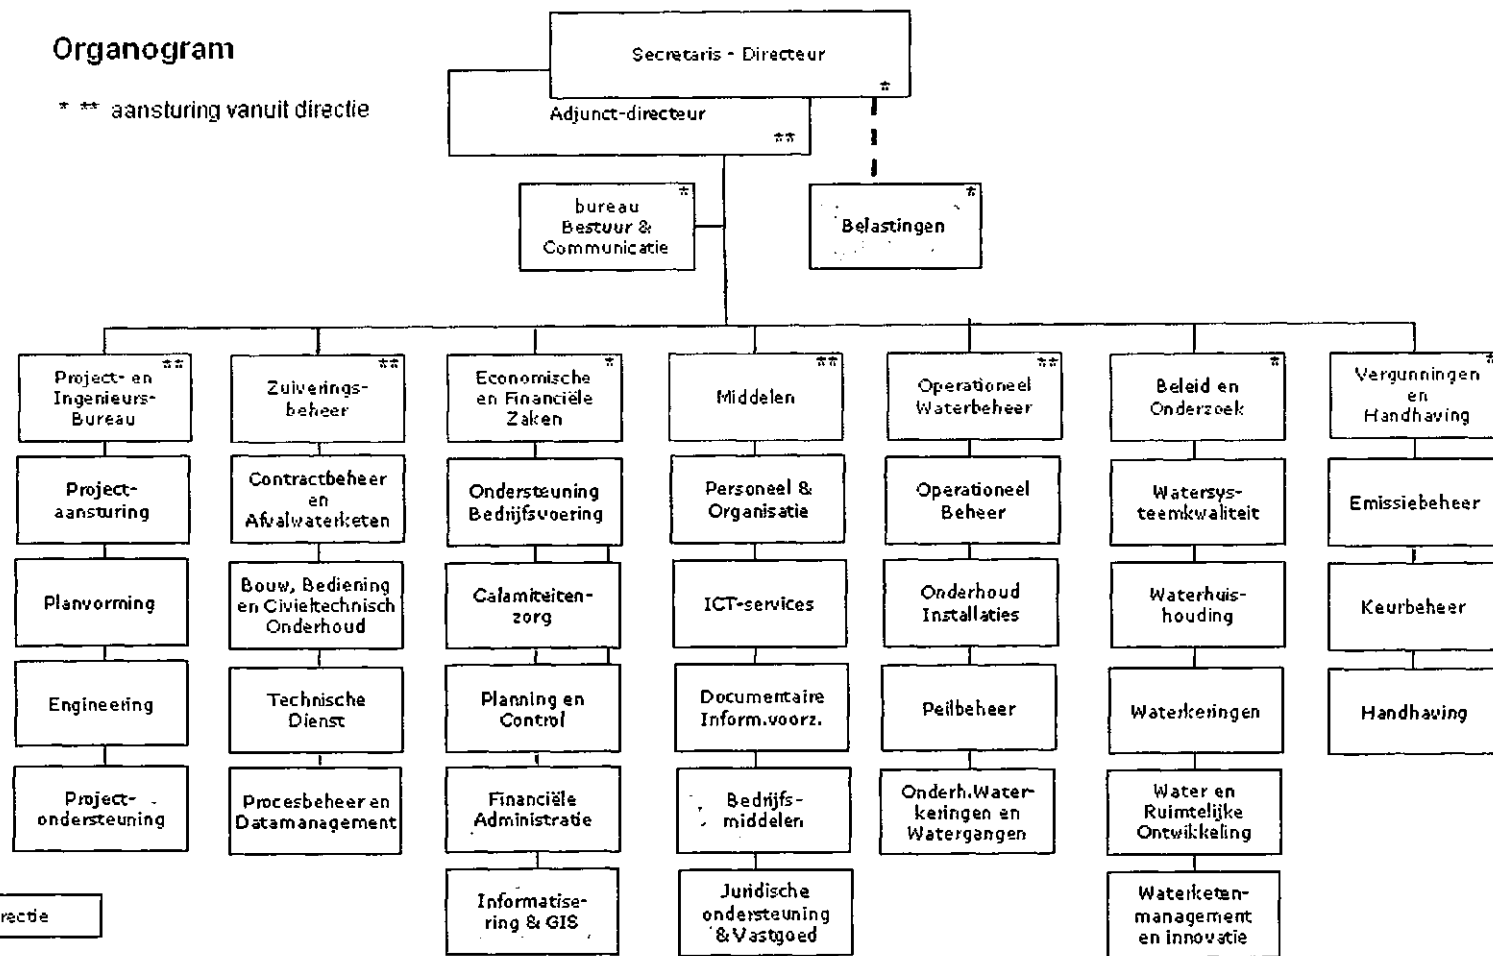 Organogram
* ** aansturing vanuit directie
Secretaris - Directeur
*
Adjunct-directeur
**
bureau
Bestuur &
Communicatie
*
Belastingen
*
Project- en
Ingenieurs-
Bureau
**
Project-
aansturing
Planvorming
Engineering
Project-
ondersteuning
Zuiverings-
beheer
**
Contractbeheer
en
Afvalwaterketen
Bouw, Bediening
en Civieltechnisch
Onderhoud
Technische
Dienst
Procesbeheer en
Datamanagement
Economische
en Financiële
Zaken
*
Ondersteuning
Bedrijfsvoering
Calamiteiten-
zorg
Planning en
Control
Financiële
Administratie
Informatise-
ring & GIS
Middelen
**
Personeel &
Organisatie
ICT-services
Documentaire
Inform.voorz.
Bedrijfs-
middelen
Juridische
ondersteuning
& Vastgoed
Operationeel
Waterbeheer
**
Operationeel
Beheer
Onderhoud
Installaties
Peilbeheer
Onderh.Water-
keringen en
Watergangen
Beleid en
Onderzoek
*
Watersys-
teemkwaliteit
Waterhuis-
houding
Waterkeringen
Water en
Ruimtelijke
Ontwikkeling
Waterketen-
management
en innovatie
Vergunningen
en
Handhaving
*
Emissiebeheer
Keurbeheer
Handhaving
rectie